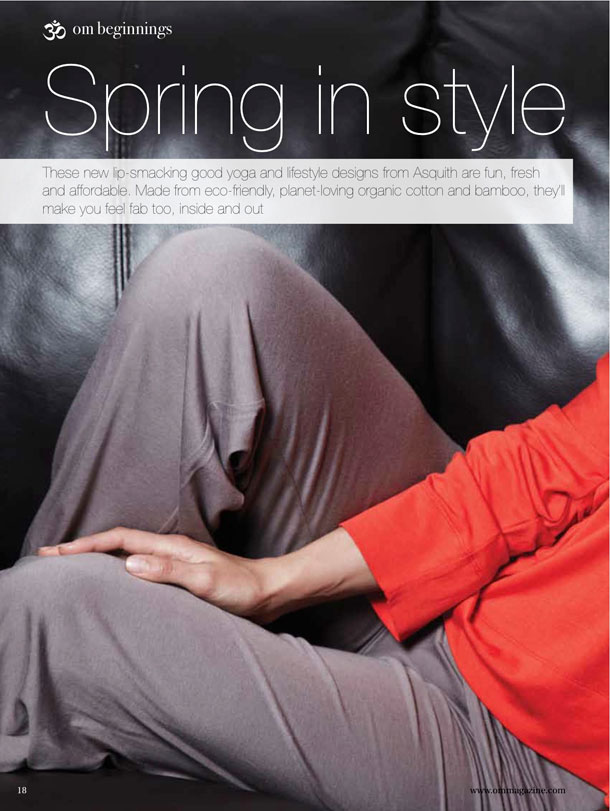 ॐ om beginnings
Spring in style
These new lip-smacking good yoga and lifestyle designs from Asquith are fun, fresh
and affordable. Made from eco-friendly, planet-loving organic cotton and bamboo, they'll
make you feel fab too, inside and out
18
www.ommagazine.com